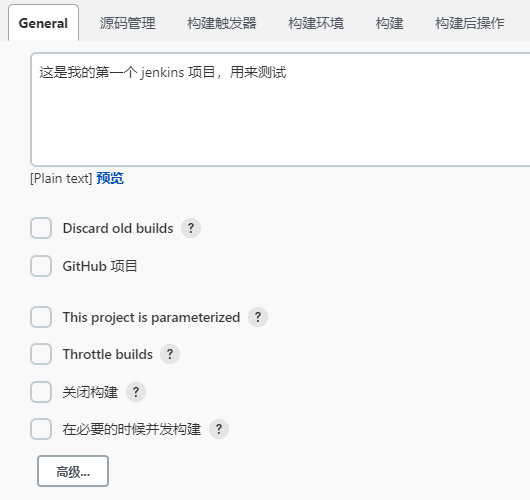 General 源码管理 构建触发器 构建环境 构建 构建后操作
这是我的第一个 jenkins 项目，用来测试
[Plain text] 预览
Discard old builds ?
GitHub 项目
This project is parameterized ?
Throttle builds ?
关闭构建 ?
在必要的时候并发构建 ?
高级...